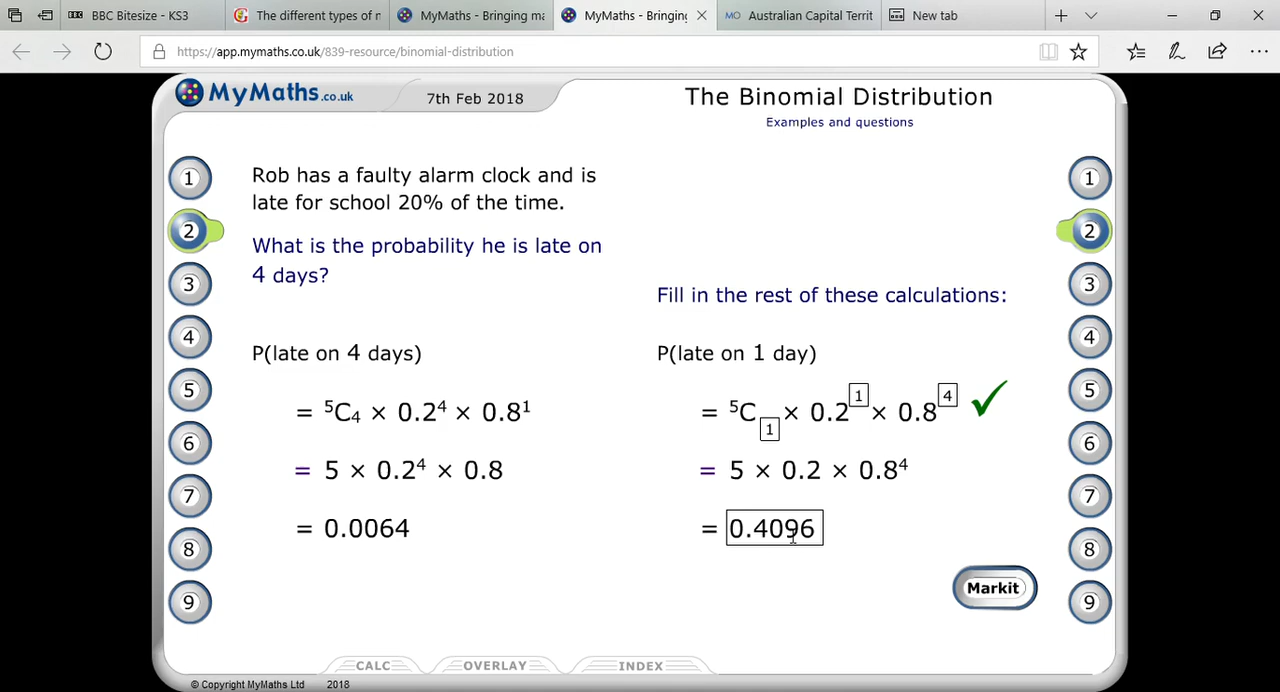 BBC Bitesize - KS3
The different types of n
MyMaths - Bringing ma
MyMaths - Bringing
Australian Capital Territ
New tab
https://app.mymaths.co.uk/839-resource/binomial-distribution
MyMaths.co.uk
7th Feb 2018
The Binomial Distribution
Examples and questions
Rob has a faulty alarm clock and is
late for school 20% of the time.
What is the probability he is late on
4 days?
Fill in the rest of these calculations:
P(late on 4 days)
= ⁵C₄ × 0.2⁴ × 0.8¹
= 5 × 0.2⁴ × 0.8
= 0.0064
P(late on 1 day)
= ⁵C₁ × 0.2¹ × 0.8⁴
= 5 × 0.2 × 0.8⁴
= 0.4096
Markit
1
2
3
4
5
6
7
8
9
1
2
3
4
5
6
7
8
9
CALC
OVERLAY
INDEX
© Copyright MyMaths Ltd 2018